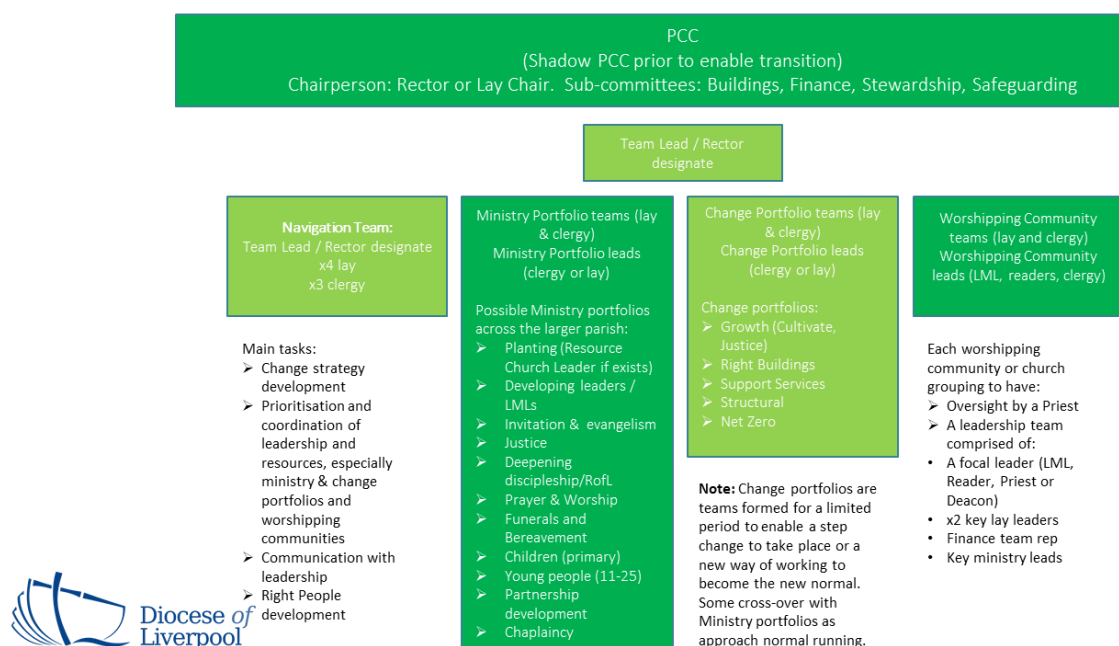 PCC
(Shadow PCC prior to enable transition)
Chairperson: Rector or Lay Chair.  Sub-committees: Buildings, Finance, Stewardship, Safeguarding
Team Lead / Rector
designate
Navigation Team:
Team Lead / Rector designate
x4 lay
x3 clergy
Main tasks:
➢ Change strategy
development
➢ Prioritisation and
coordination of
leadership and
resources, especially
ministry & change
portfolios and
worshipping
communities
➢ Communication with
leadership
➢ Right People
development
Ministry Portfolio teams (lay
& clergy)
Ministry Portfolio leads
(clergy or lay)
Possible Ministry portfolios
across the larger parish:
➢ Planting (Resource
Church Leader if exists)
➢ Developing leaders /
LMLs
➢ Invitation & evangelism
➢ Justice
➢ Deepening
discipleship/RofL
➢ Prayer & Worship
➢ Funerals and
Bereavement
➢ Children (primary)
➢ Young people (11-25)
➢ Partnership
development
➢ Chaplaincy
Change Portfolio teams (lay
& clergy)
Change Portfolio leads
(clergy or lay)
Change portfolios:
➢ Growth (Cultivate,
Justice)
➢ Right Buildings
➢ Support Services
➢ Structural
➢ Net Zero
Note: Change portfolios are
teams formed for a limited
period to enable a step
change to take place or a
new way of working to
become the new normal.
Some cross-over with
Ministry portfolios as
approach normal running.
Worshipping Community
teams (lay and clergy)
Worshipping Community
leads (LML, readers, clergy)
Each worshipping
community or church
grouping to have:
➢ Oversight by a Priest
➢ A leadership team
comprised of:
• A focal leader (LML,
Reader, Priest or
Deacon)
• x2 key lay leaders
• Finance team rep
• Key ministry leads
Diocese of
Liverpool